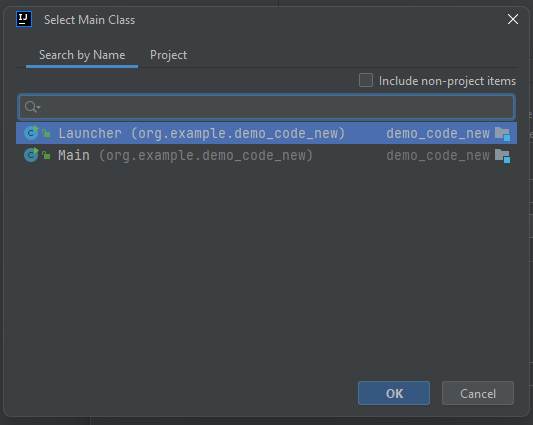 IJ Select Main Class
Search by Name Project
Include non-project items
C Launcher (org.example.demo_code_new) demo_code_new
C Main (org.example.demo_code_new) demo_code_new
OK Cancel